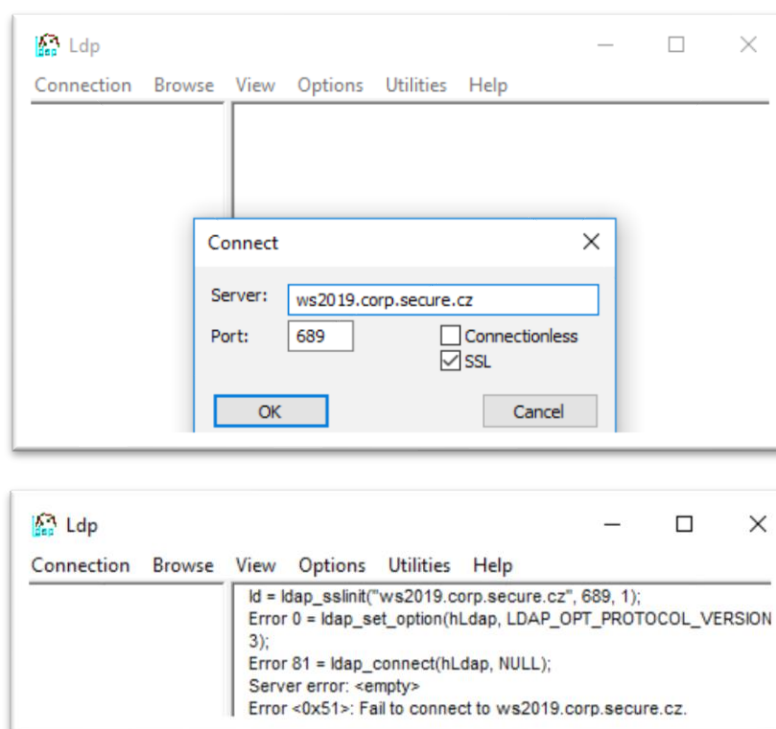 Ldp
Connection Browse View Options Utilities Help
Connect
Server: ws2019.corp.secure.cz
Port: 689 Connectionless
SSL
OK Cancel
Ldp
Connection Browse View Options Utilities Help
ld = ldap_sslinit("ws2019.corp.secure.cz", 689, 1);
Error 0 = ldap_set_option(hLdap, LDAP_OPT_PROTOCOL_VERSION
3);
Error 81 = ldap_connect(hLdap, NULL);
Server error: <empty>
Error <0x51>: Fail to connect to ws2019.corp.secure.cz.